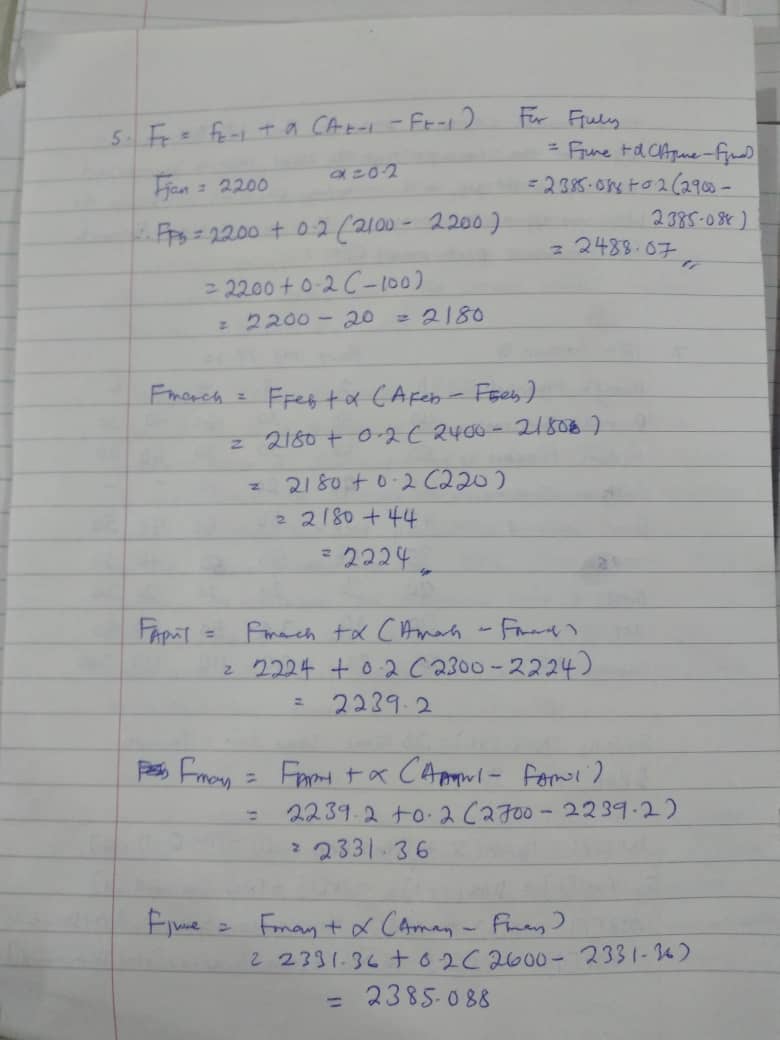 5. Ft = ft-1 + α (At-1 - Ft-1)
Fjan = 2200 α=0.2
∴ Feb = 2200 + 0.2 (2100 - 2200)
= 2200 + 0.2 (-100)
= 2200 - 20 = 2180
Fmarch = FFeb + α (AFeb - FFeb)
= 2180 + 0.2 ( 2400 - 2180 )
= 2180 + 0.2 (220)
= 2180 + 44
= 2224 〃
FApril = Fmarch + α (Amarch - Fmarch)
= 2224 + 0.2 (2300 - 2224)
= 2239.2
Fmay = FApril + α (AApril - FApril)
= 2239.2 + 0.2 (2700 - 2239.2)
= 2331.36
Fjune = Fmay + α (Amay - Fmay)
= 2331.36 + 0.2 ( 2600 - 2331.36)
= 2385.088
For Fjuly
= Fjune + α (Ajune - Fjune)
= 2385.088 + 0.2 (2900 -
2385.088)
= 2488.07 〃